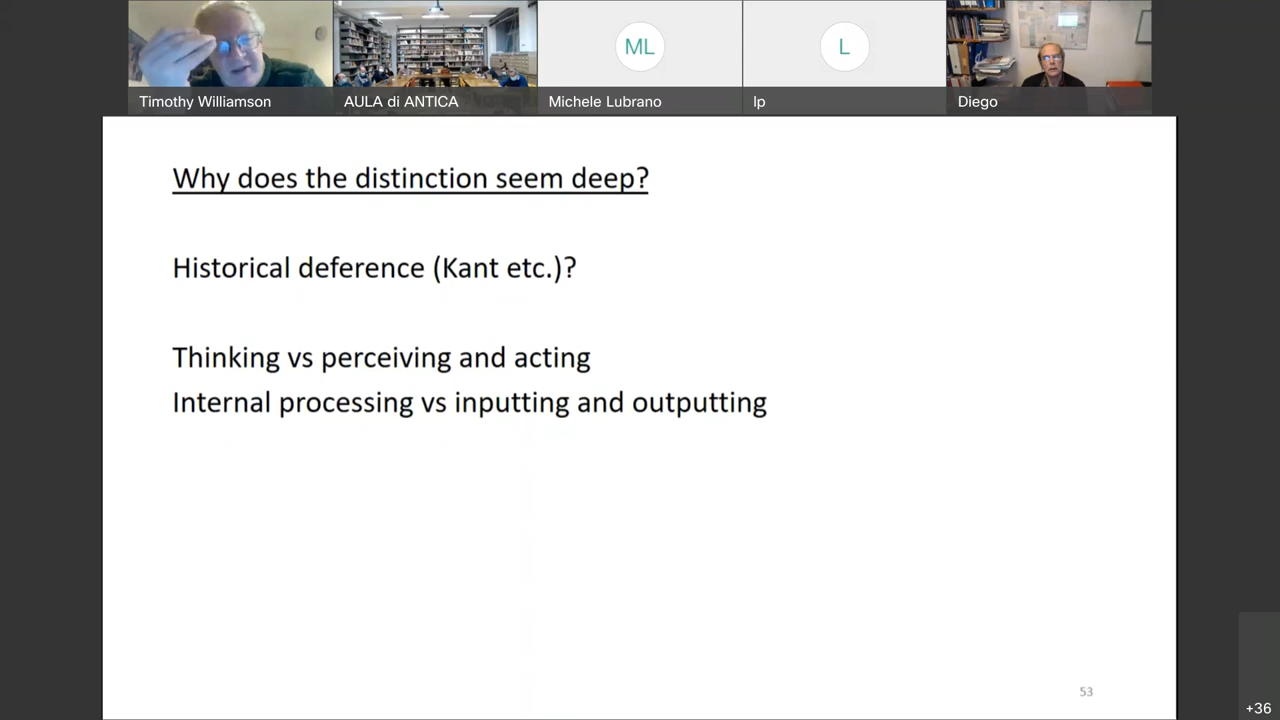 ML
L
Timothy Williamson
AULA di ANTICA
Michele Lubrano
lp
Diego
Why does the distinction seem deep?
Historical deference (Kant etc.)?
Thinking vs perceiving and acting
Internal processing vs inputting and outputting
53
+36